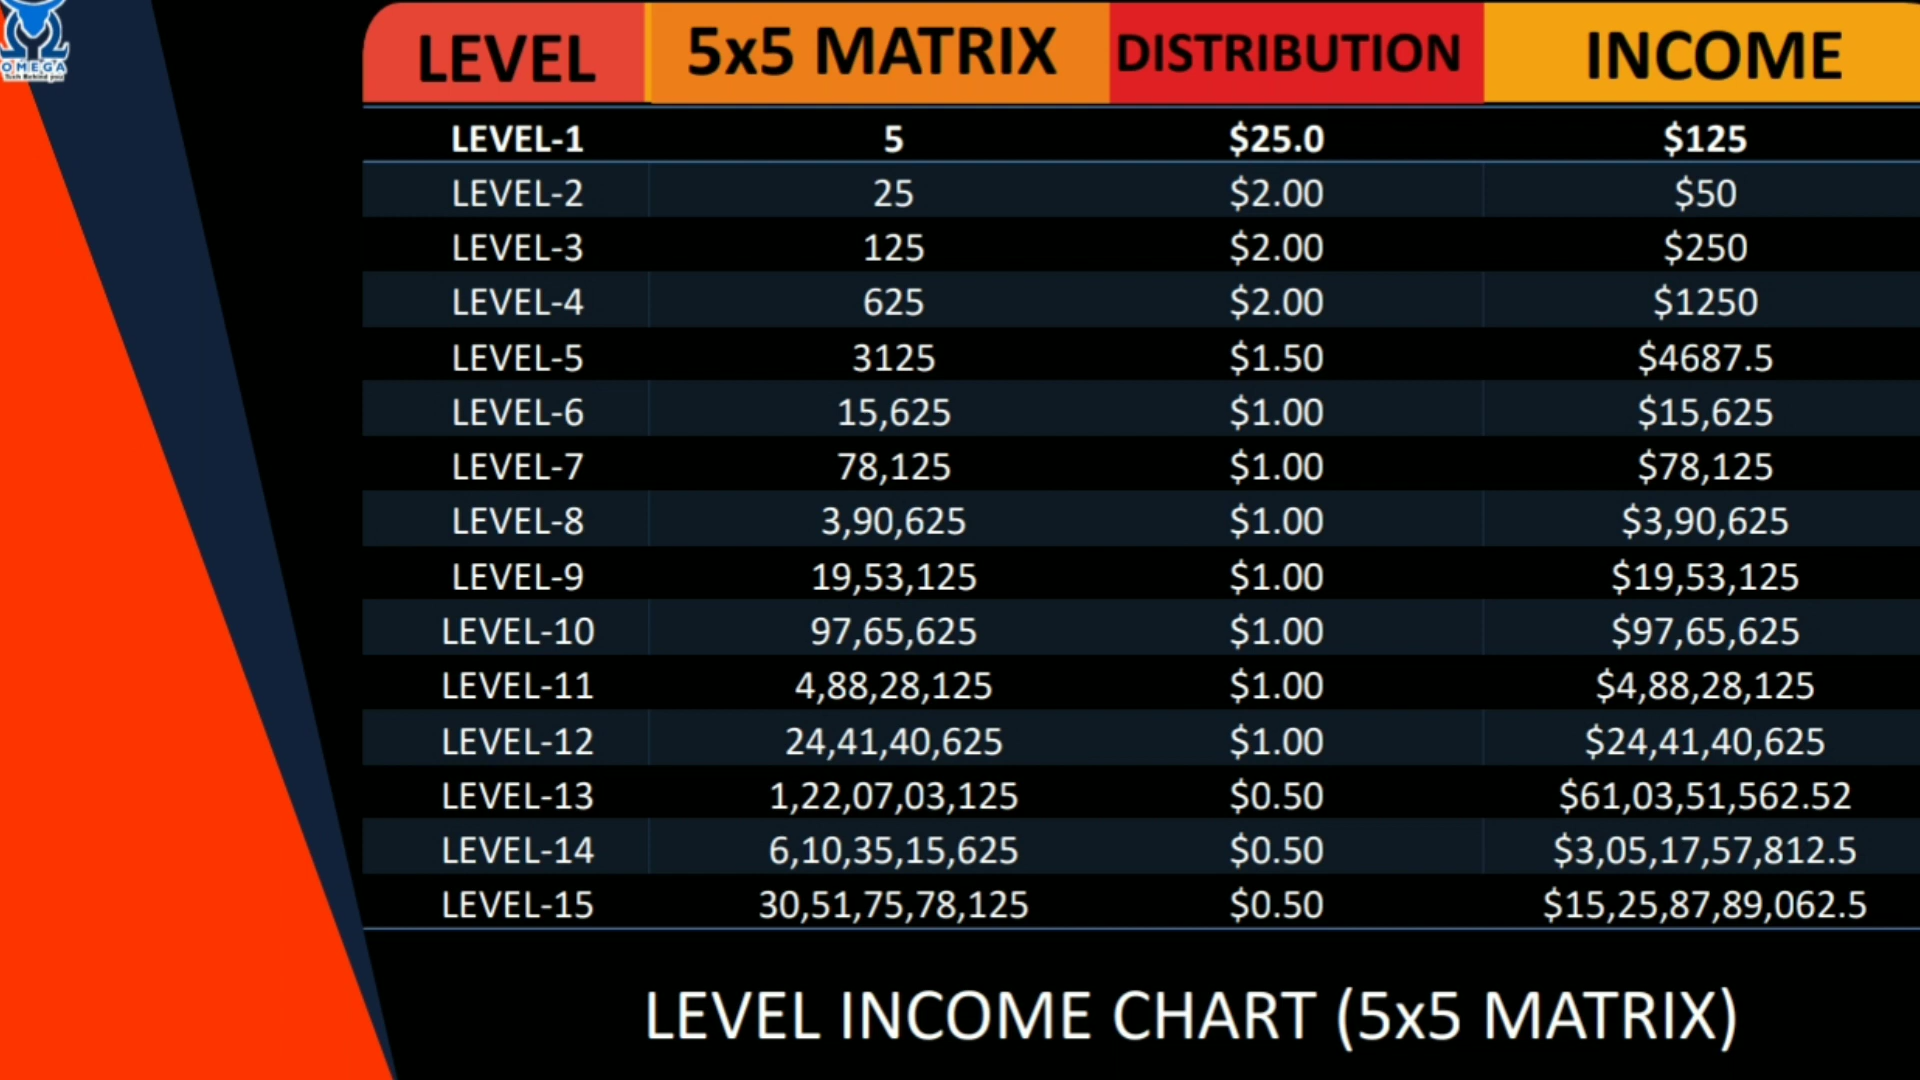 OMEGA
Tech Behind you
LEVEL 5x5 MATRIX DISTRIBUTION INCOME
LEVEL-1 5 $25.0 $125
LEVEL-2 25 $2.00 $50
LEVEL-3 125 $2.00 $250
LEVEL-4 625 $2.00 $1250
LEVEL-5 3125 $1.50 $4687.5
LEVEL-6 15,625 $1.00 $15,625
LEVEL-7 78,125 $1.00 $78,125
LEVEL-8 3,90,625 $1.00 $3,90,625
LEVEL-9 19,53,125 $1.00 $19,53,125
LEVEL-10 97,65,625 $1.00 $97,65,625
LEVEL-11 4,88,28,125 $1.00 $4,88,28,125
LEVEL-12 24,41,40,625 $1.00 $24,41,40,625
LEVEL-13 1,22,07,03,125 $0.50 $61,03,51,562.52
LEVEL-14 6,10,35,15,625 $0.50 $3,05,17,57,812.5
LEVEL-15 30,51,75,78,125 $0.50 $15,25,87,89,062.5
LEVEL INCOME CHART (5x5 MATRIX)